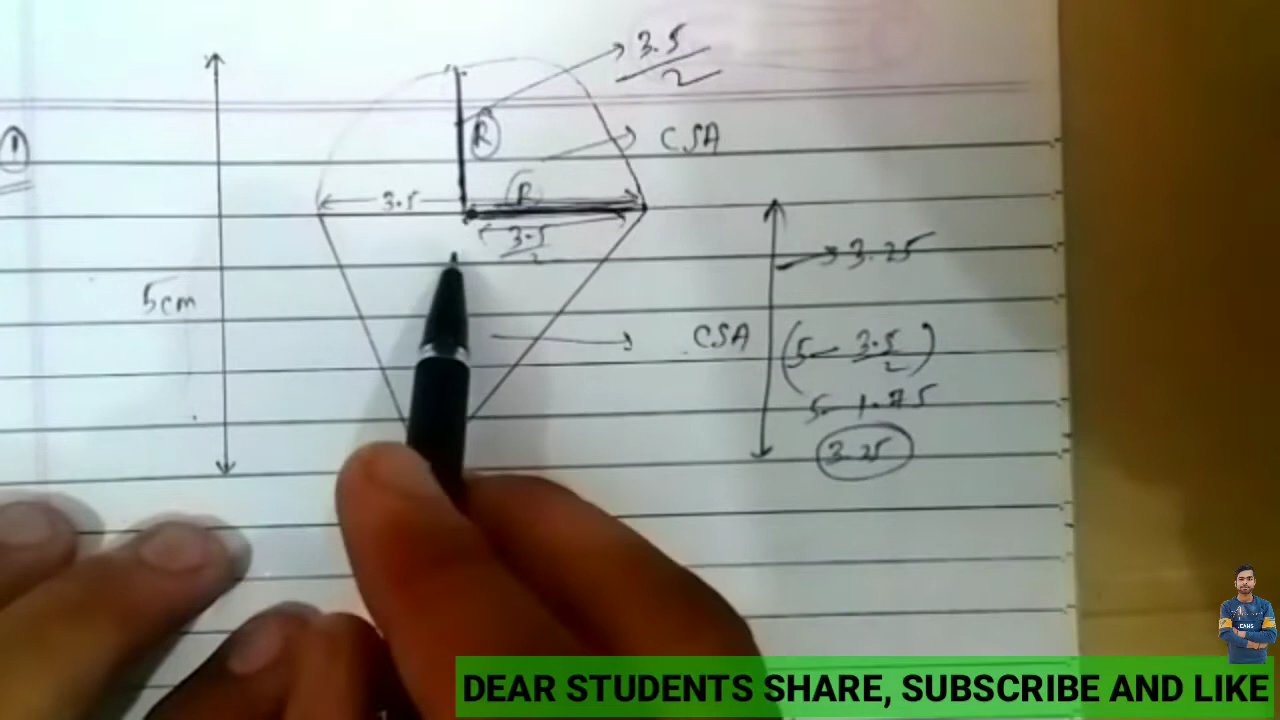 3.5
2
①
R
CSA
3.5
R
3.5
2
3.25
5cm
CSA
(5 - 3.5
2)
5 - 1.75
3.25
DEAR STUDENTS SHARE, SUBSCRIBE AND LIKE